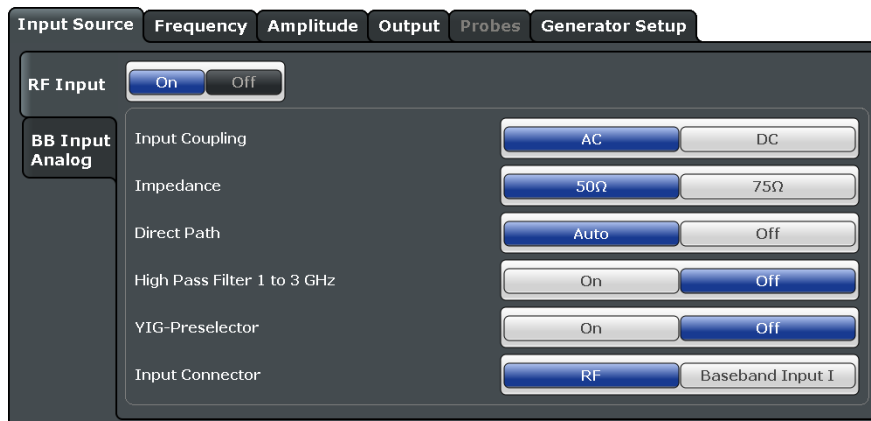 Input Source Frequency Amplitude Output Probes Generator Setup
RF Input On Off
BB Input Analog
Input Coupling AC DC
Impedance 50Ω 75Ω
Direct Path Auto Off
High Pass Filter 1 to 3 GHz On Off
YIG-Preselector On Off
Input Connector RF Baseband Input I